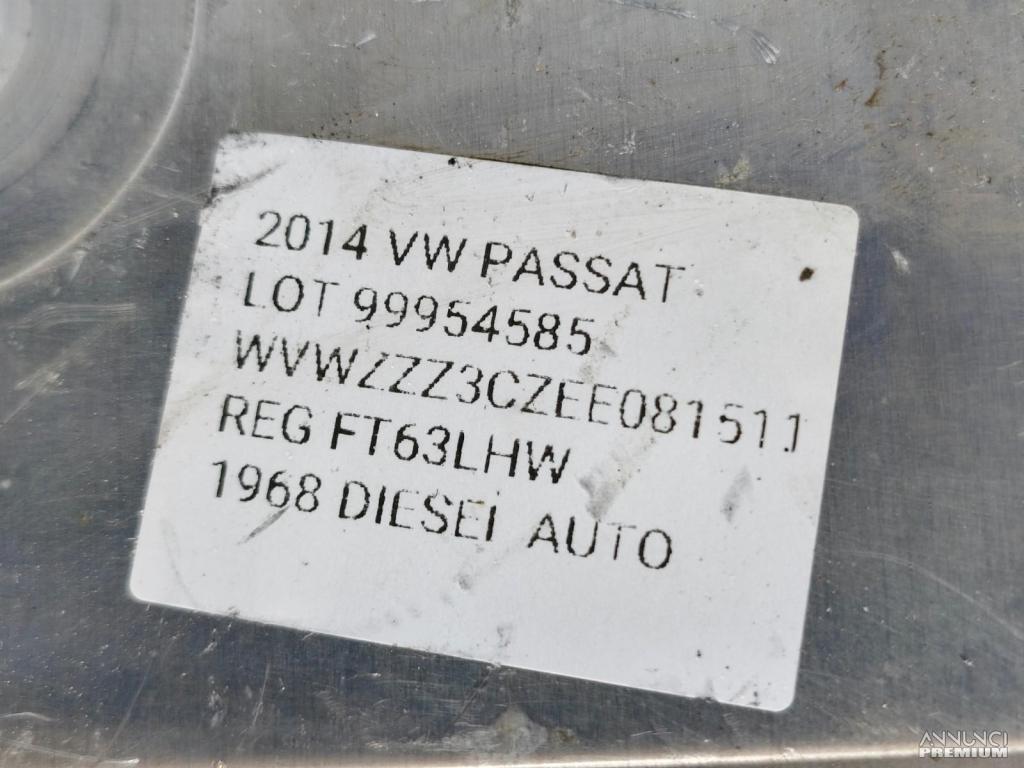 2014 VW PASSAT
LOT 99954585
WVWZZZ3CZEE081511
REG FT63LHW
1968 DIESEL AUTO
ANNUNCI
PREMIUM